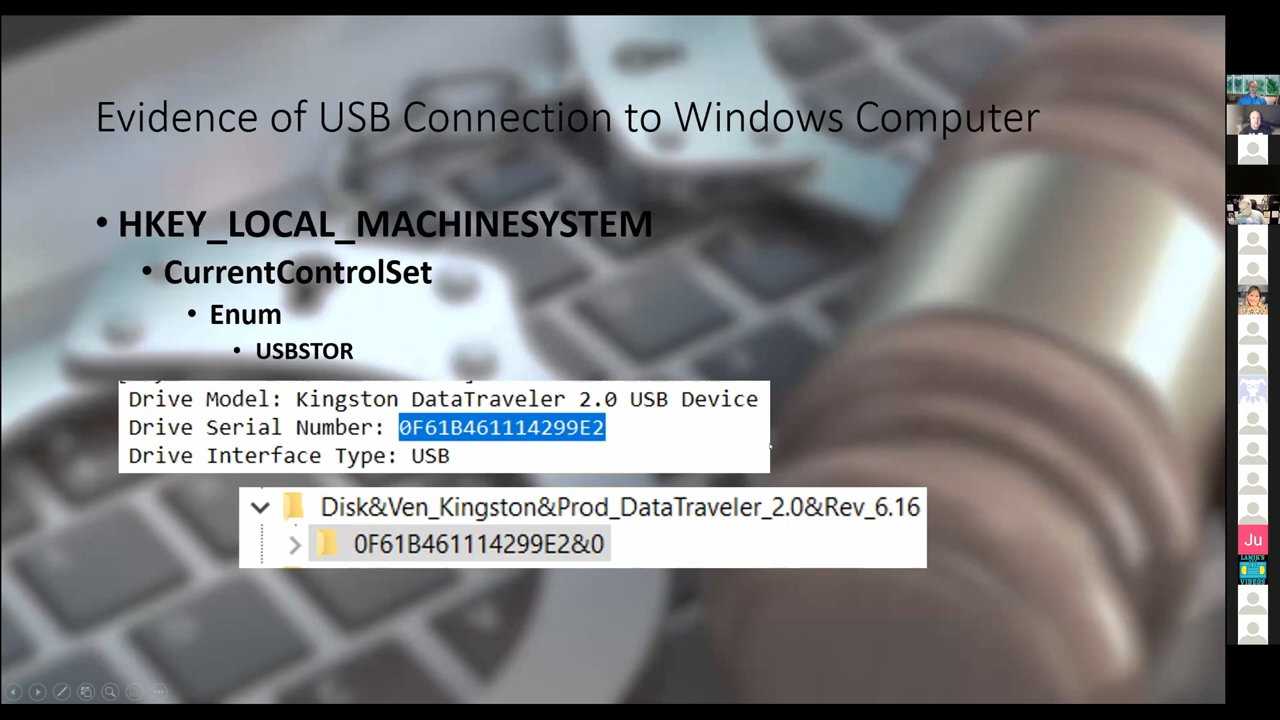 Evidence of USB Connection to Windows Computer
• HKEY_LOCAL_MACHINESYSTEM
• CurrentControlSet
• Enum
• USBSTOR
Drive Model: Kingston DataTraveler 2.0 USB Device
Drive Serial Number: 0F61B461114299E2
Drive Interface Type: USB
Disk&Ven_Kingston&Prod_DataTraveler_2.0&Rev_6.16
0F61B461114299E2&0
Ju
VIDEOS